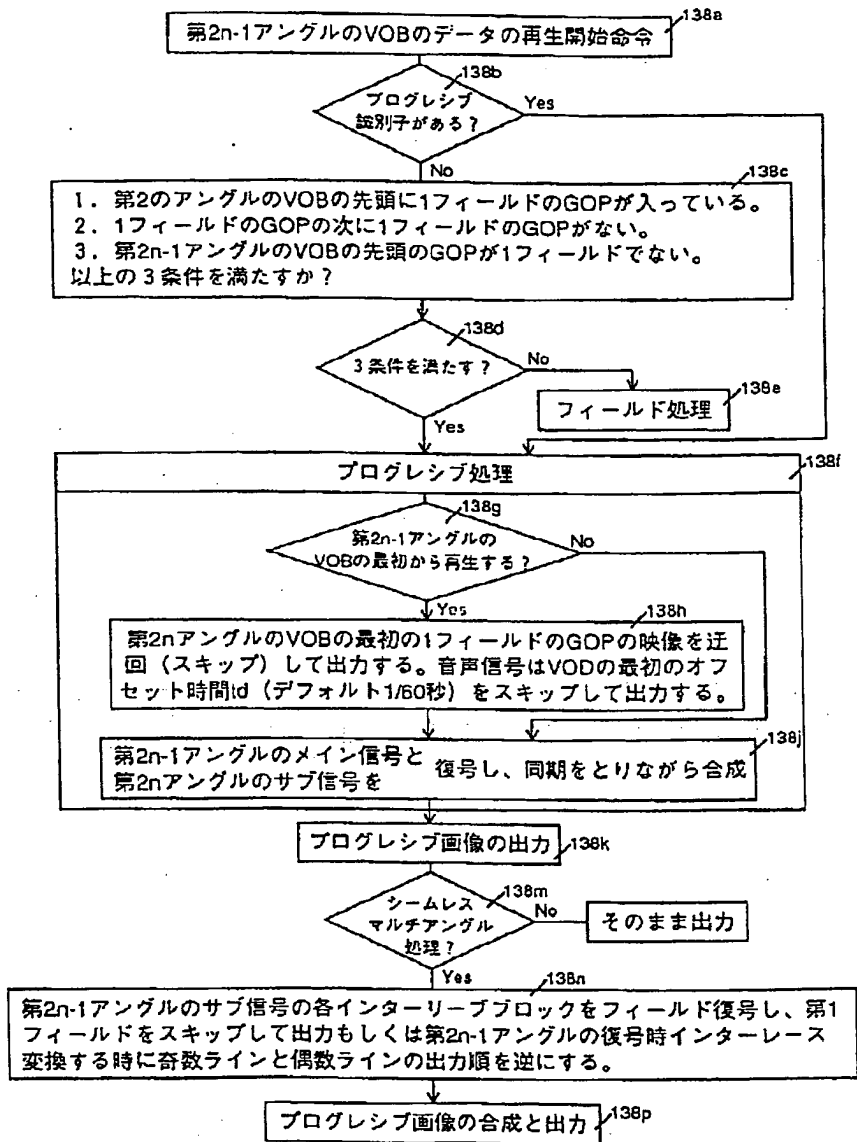 138a
第2n-1アングルのVOBのデータの再生開始命令
138b
プログレシブ
識別子がある？
Yes
No
138c
1．第2のアングルのVOBの先頭に1フィールドのGOPが入っている。
2．1フィールドのGOPの次に1フィールドのGOPがない。
3．第2n-1アングルのVOBの先頭のGOPが1フィールドでない。
以上の3条件を満たすか？
138d
3条件を満たす？
No
138e
フィールド処理
Yes
プログレシブ処理
138f
138g
第2n-1アングルの
VOBの最初から再生する？
No
Yes
138h
第2nアングルのVOBの最初の1フィールドのGOPの映像を迂
回（スキップ）して出力する。音声信号はVODの最初のオフ
セット時間td（デフォルト1/60秒）をスキップして出力する。
138j
第2n-1アングルのメイン信号と
第2nアングルのサブ信号を
復号し、同期をとりながら合成
プログレシブ画像の出力
138k
138m
シームレス
マルチアングル
処理？
No
そのまま出力
Yes
138n
第2n-1アングルのサブ信号の各インターリーブブロックをフィールド復号し、第1
フィールドをスキップして出力もしくは第2n-1アングルの復号時インターレース
変換する時に奇数ラインと偶数ラインの出力順を逆にする。
プログレシブ画像の合成と出力
138p